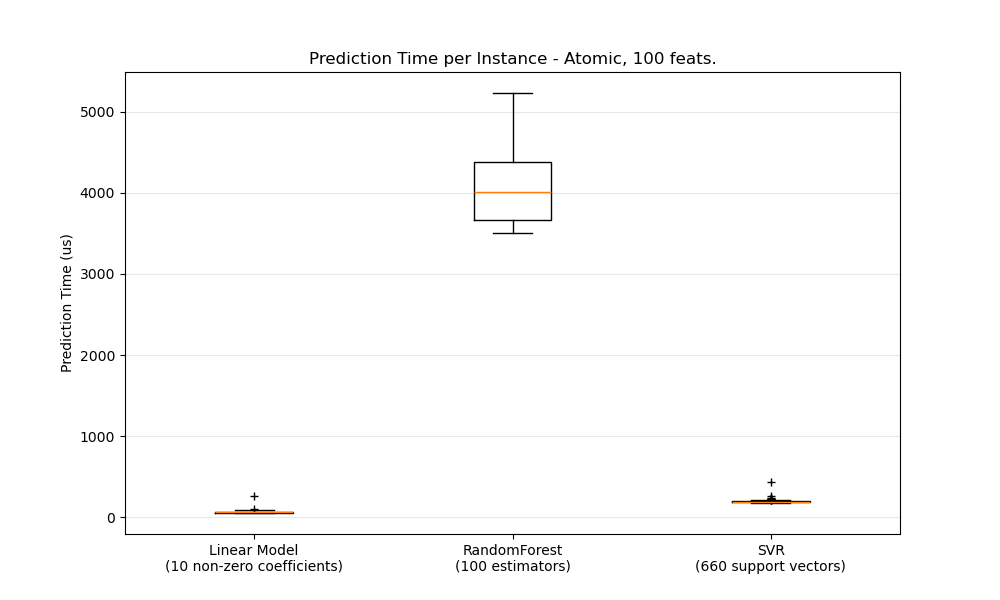 Prediction Time per Instance - Atomic, 100 feats.
Prediction Time (us)
5000
4000
3000
2000
1000
0
Linear Model
(10 non-zero coefficients)
RandomForest
(100 estimators)
SVR
(660 support vectors)